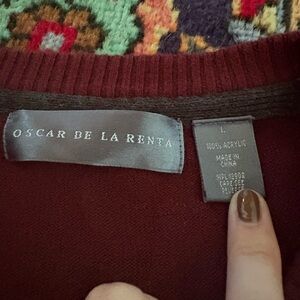 OSCAR DE LA RENTA
L
100% ACRYLIC
MADE IN
CHINA